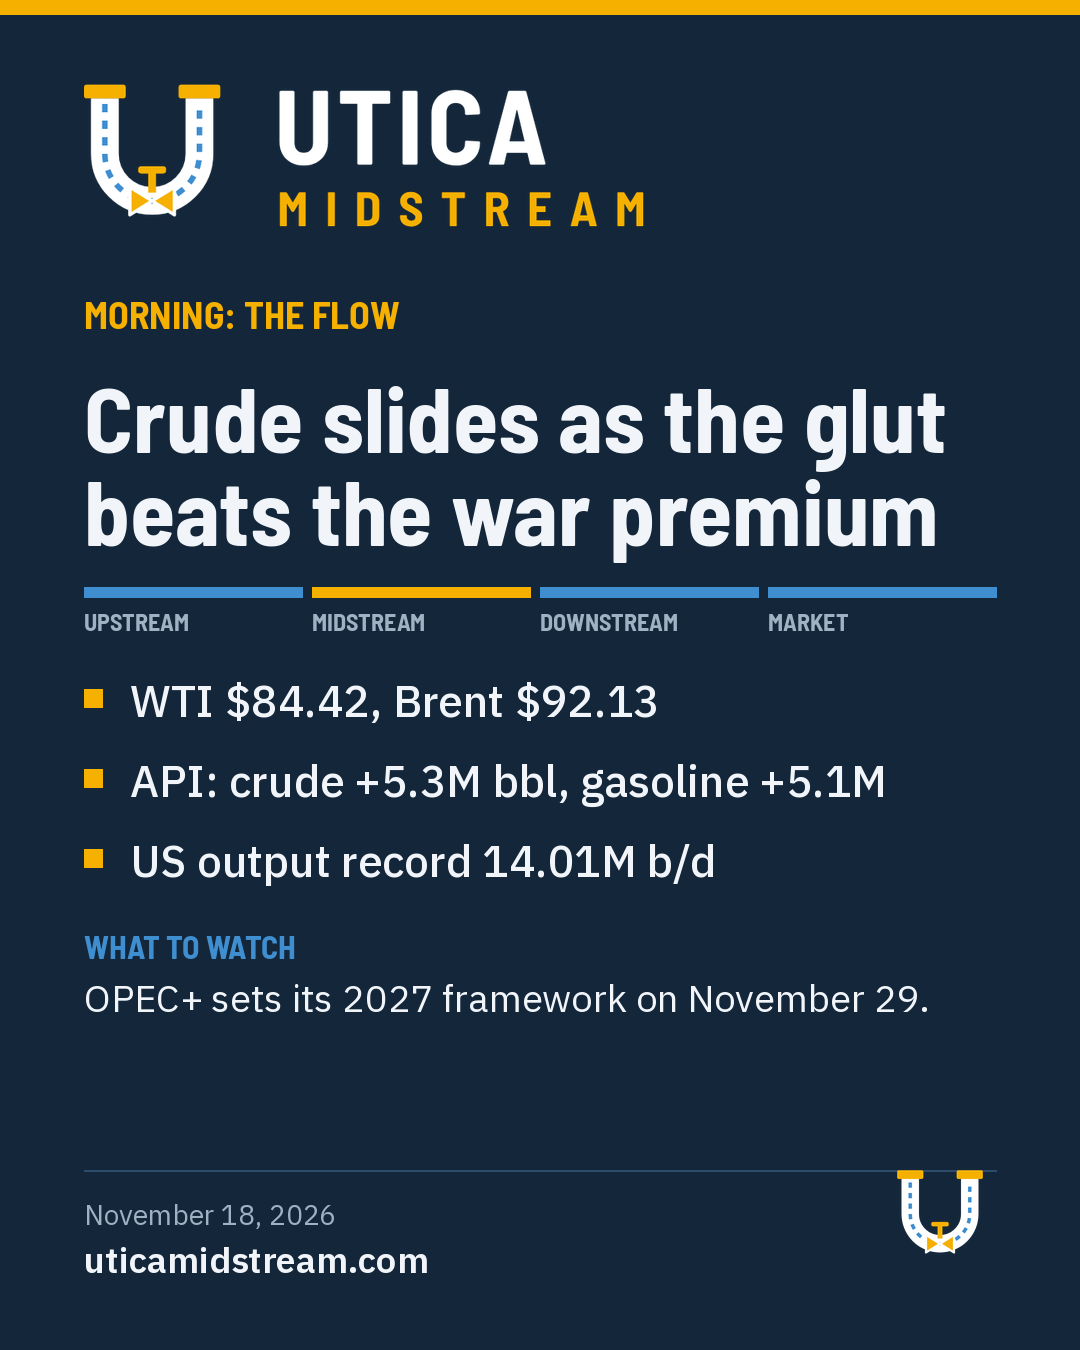 UTICA
MIDSTREAM
MORNING: THE FLOW
Crude slides as the glut
beats the war premium
UPSTREAM MIDSTREAM DOWNSTREAM MARKET
WTI $84.42, Brent $92.13
API: crude +5.3M bbl, gasoline +5.1M
US output record 14.01M b/d
WHAT TO WATCH
OPEC+ sets its 2027 framework on November 29.
November 18, 2026
uticamidstream.com